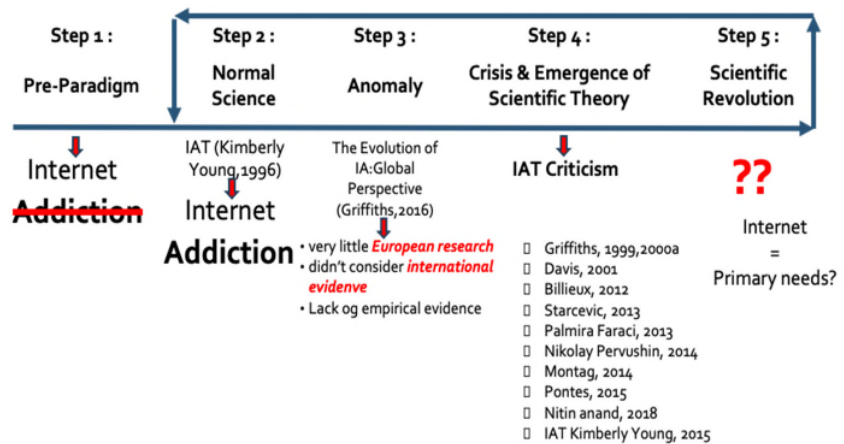 Step 1 :
Pre-Paradigm
Internet
Addiction
Step 2 :
Normal
Science
IAT (Kimberly
Young,1996)
Internet
Addiction
Step 3 :
Anomaly
The Evolution of
IA:Global
Perspective
(Griffiths,2016)
• very little European research
• didn't consider international
evidenve
• Lack og empirical evidence
Step 4 :
Crisis & Emergence of
Scientific Theory
IAT Criticism
Griffiths, 1999,2000a
Davis, 2001
Billieux, 2012
Starcevic, 2013
Palmira Faraci, 2013
Nikolay Pervushin, 2014
Montag, 2014
Pontes, 2015
Nitin anand, 2018
IAT Kimberly Young, 2015
Step 5 :
Scientific
Revolution
??
Internet
=
Primary needs?